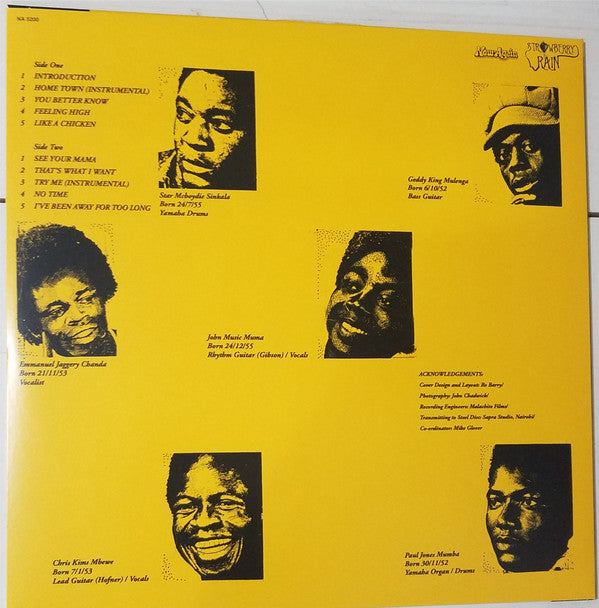 NA 5200
Now-Again
STRAWBERRY
RAIN
Side One
1 INTRODUCTION
2 HOME TOWN (INSTRUMENTAL)
3 YOU BETTER KNOW
4 FEELING HIGH
5 LIKE A CHICKEN
Side Two
1 SEE YOUR MAMA
2 THAT'S WHAT I WANT
3 TRY ME (INSTRUMENTAL)
4 NO TIME
5 I'VE BEEN AWAY FOR TOO LONG
Star Mcboydie Sinkala
Born 24/7/55
Yamaha Drums
Goddy King Mulenga
Born 6/10/52
Bass Guitar
Emmanuel Jaggery Chanda
Born 21/11/53
Vocalist
John Music Muma
Born 24/12/55
Rhythm Guitar (Gibson) / Vocals
ACKNOWLEDGEMENTS:
Cover Design and Layout: Ro Barry/
Photography: John Chadwick/
Recording Engineers: Malachite Films/
Transmitting to Steel Disc: Sapra Studio, Nairobi/
Co-ordinator: Mike Glover
Chris Kims Mbewe
Born 7/1/53
Lead Guitar (Hofner) / Vocals
Paul Jones Mumba
Born 30/11/52
Yamaha Organ / Drums